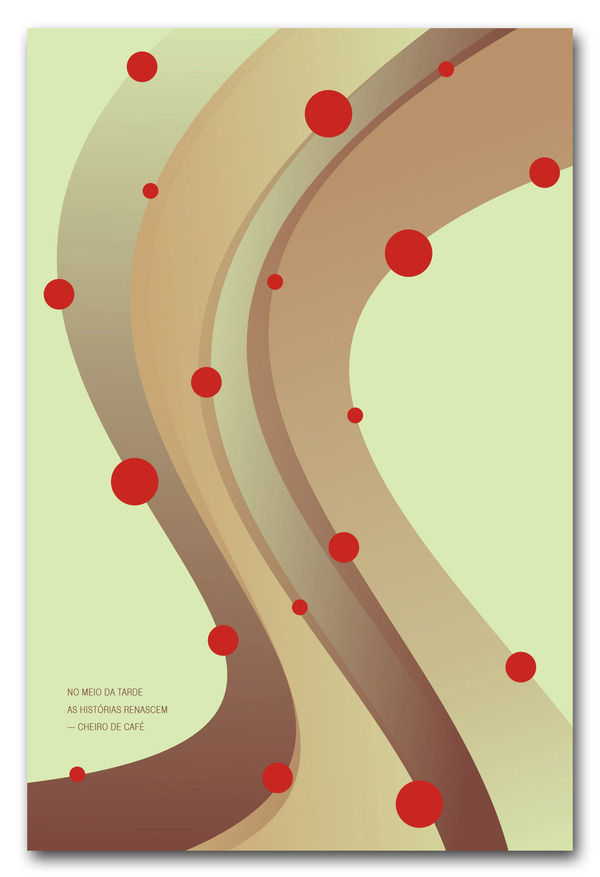 NO MEIO DA TARDE
AS HISTÓRIAS RENASCEM
— CHEIRO DE CAFÉ